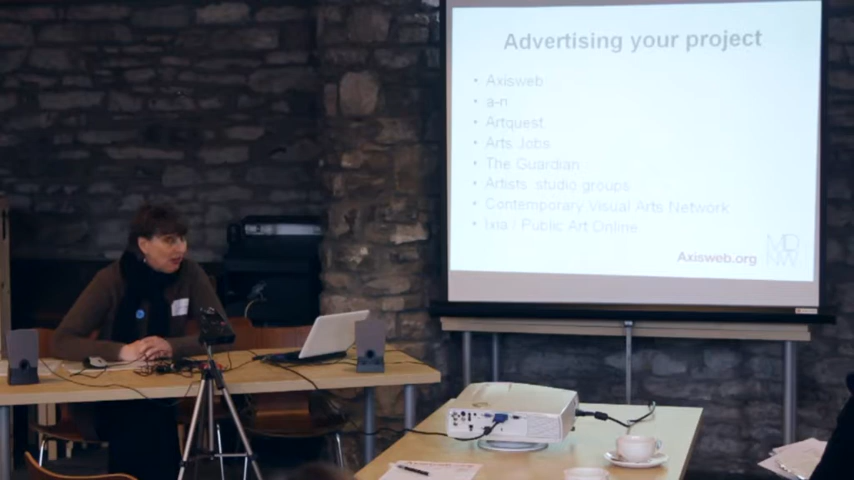 Advertising your project
• Axisweb
• a-n
• Artquest
• Arts Jobs
• The Guardian
• Artists studio groups
• Contemporary Visual Arts Network
• Ixia / Public Art Online
Axisweb.org